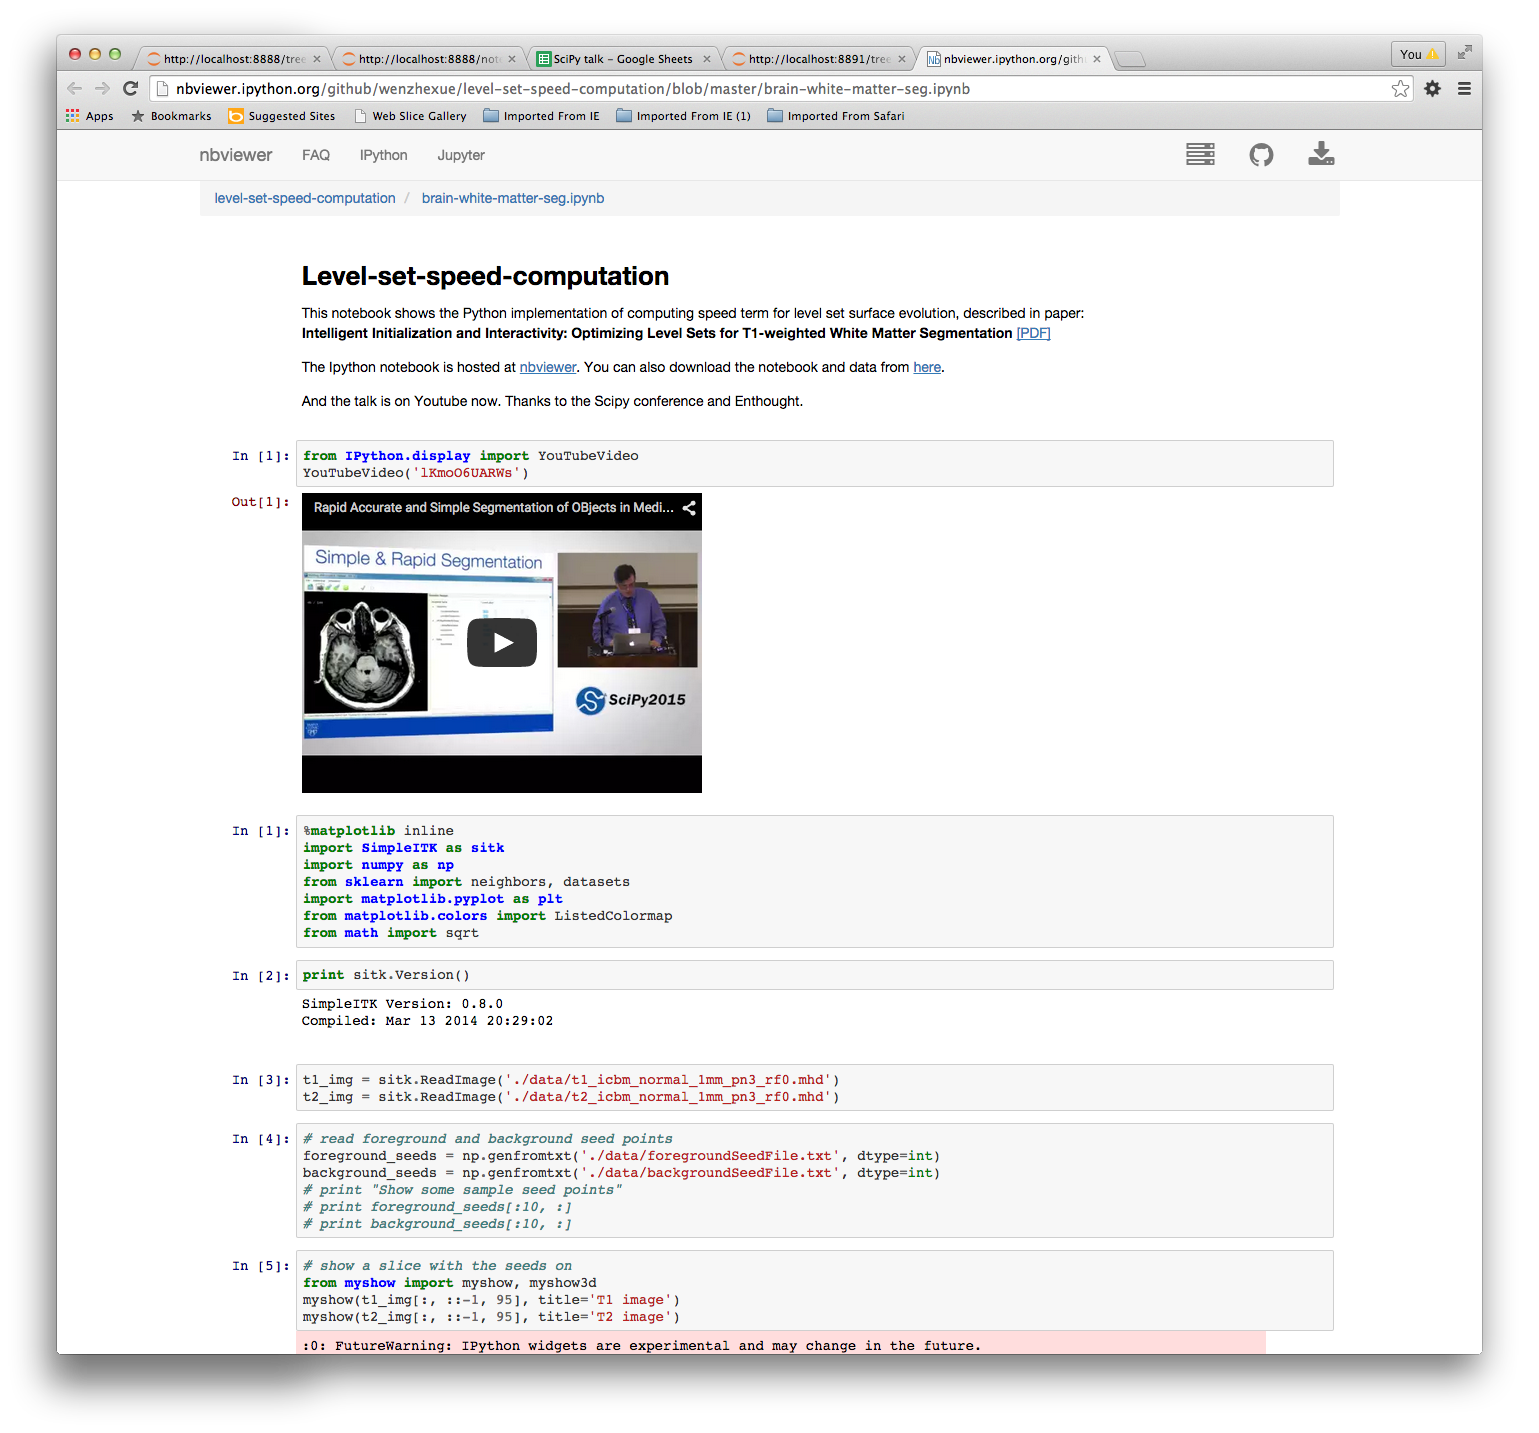 http://localhost:8888/tree
http://localhost:8888/not
SciPy talk – Google Sheets
http://localhost:8891/tree
nbviewer.ipython.org/gith
You
nbviewer.ipython.org/github/wenzhexue/level-set-speed-computation/blob/master/brain-white-matter-seg.ipynb
Apps Bookmarks Suggested Sites Web Slice Gallery Imported From IE Imported From IE (1) Imported From Safari
nbviewer FAQ IPython Jupyter
level-set-speed-computation / brain-white-matter-seg.ipynb
Level-set-speed-computation
This notebook shows the Python implementation of computing speed term for level set surface evolution, described in paper:
Intelligent Initialization and Interactivity: Optimizing Level Sets for T1-weighted White Matter Segmentation [PDF]
The Ipython notebook is hosted at nbviewer. You can also download the notebook and data from here.
And the talk is on Youtube now. Thanks to the Scipy conference and Enthought.
In [1]: from IPython.display import YouTubeVideo
YouTubeVideo('lKmoO6UARWs')
Out[1]:
Rapid Accurate and Simple Segmentation of OBjects in Medi...
Simple & Rapid Segmentation
SciPy2015
In [1]: %matplotlib inline
import SimpleITK as sitk
import numpy as np
from sklearn import neighbors, datasets
import matplotlib.pyplot as plt
from matplotlib.colors import ListedColormap
from math import sqrt
In [2]: print sitk.Version()
SimpleITK Version: 0.8.0
Compiled: Mar 13 2014 20:29:02
In [3]: t1_img = sitk.ReadImage('./data/t1_icbm_normal_1mm_pn3_rf0.mhd')
t2_img = sitk.ReadImage('./data/t2_icbm_normal_1mm_pn3_rf0.mhd')
In [4]: # read foreground and background seed points
foreground_seeds = np.genfromtxt('./data/foregroundSeedFile.txt', dtype=int)
background_seeds = np.genfromtxt('./data/backgroundSeedFile.txt', dtype=int)
# print "Show some sample seed points"
# print foreground_seeds[:10, :]
# print background_seeds[:10, :]
In [5]: # show a slice with the seeds on
from myshow import myshow, myshow3d
myshow(t1_img[:, ::-1, 95], title='T1 image')
myshow(t2_img[:, ::-1, 95], title='T2 image')
:0: FutureWarning: IPython widgets are experimental and may change in the future.